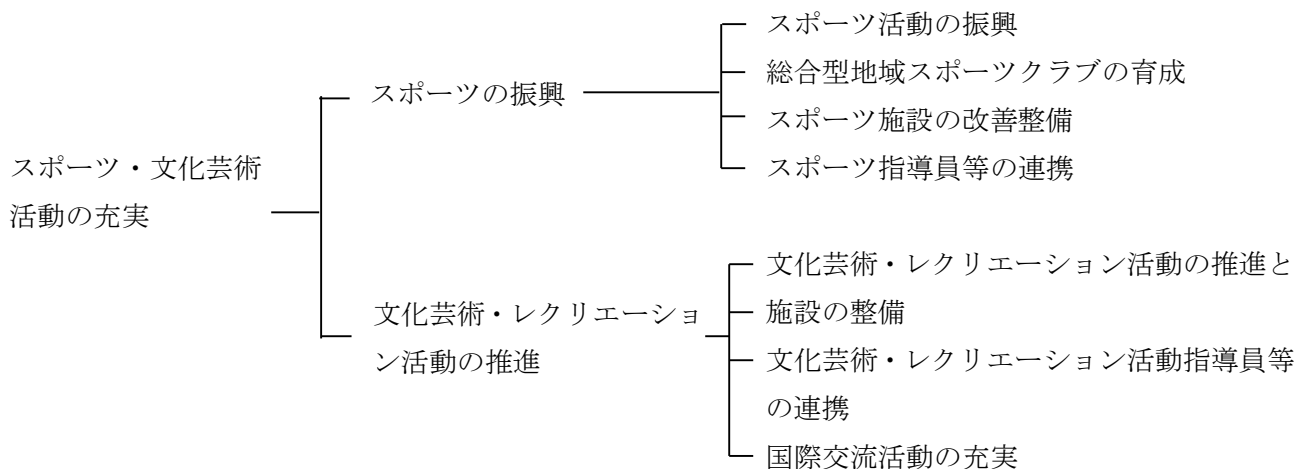 スポーツ・文化芸術
活動の充実
スポーツの振興
スポーツ活動の振興
総合型地域スポーツクラブの育成
スポーツ施設の改善整備
スポーツ指導員等の連携
文化芸術・レクリエーショ
ン活動の推進
文化芸術・レクリエーション活動の推進と
施設の整備
文化芸術・レクリエーション活動指導員等
の連携
国際交流活動の充実